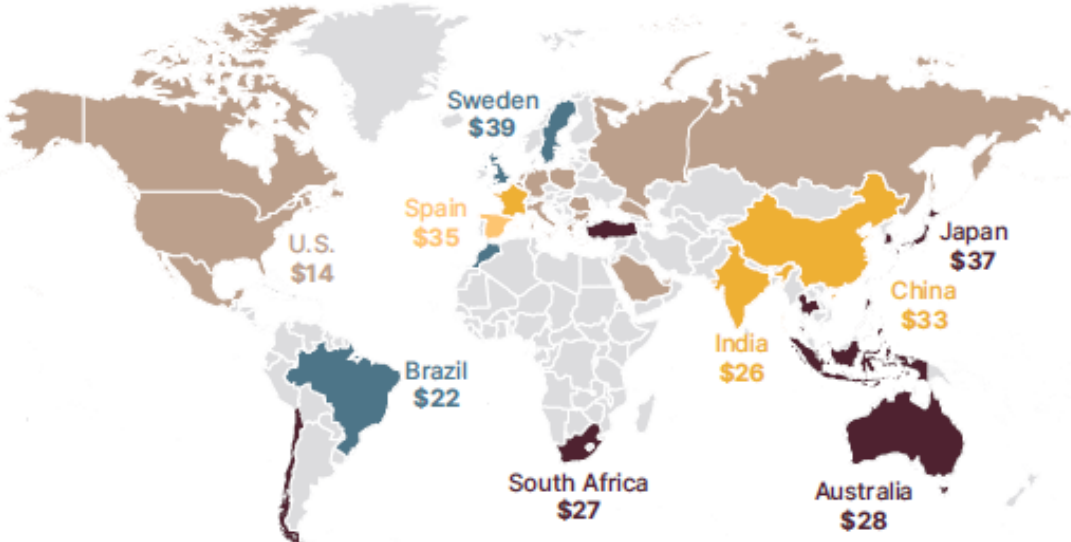 Sweden
$39
Spain
$35
U.S.
$14
Japan
$37
China
$33
India
$26
Brazil
$22
South Africa
$27
Australia
$28